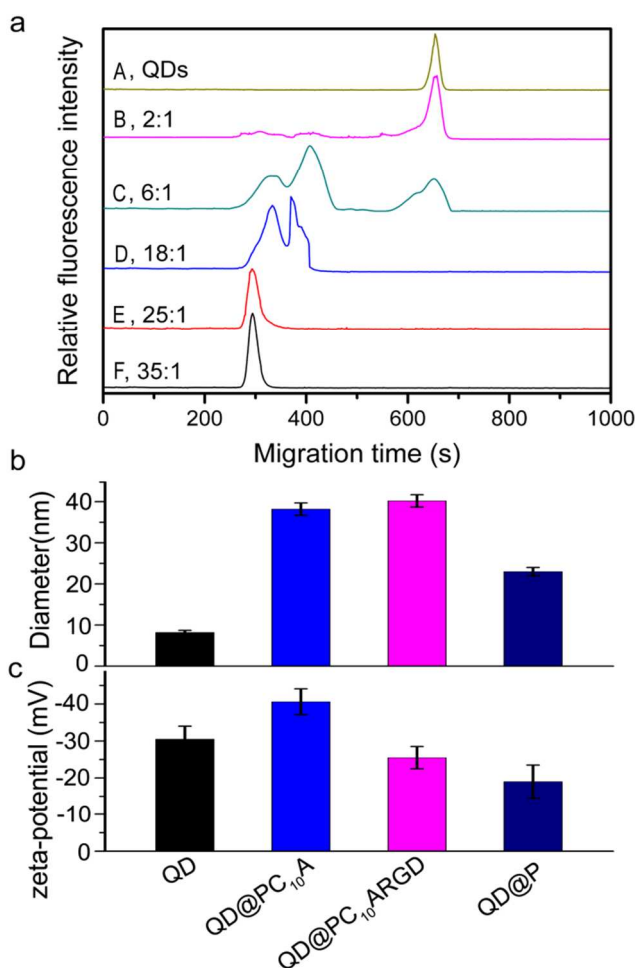 a
Relative fluorescence intensity
A, QDs
B, 2:1
C, 6:1
D, 18:1
E, 25:1
F, 35:1
0 200 400 600 800 1000
Migration time (s)
b
Diameter(nm)
40
30
20
10
0
c
zeta-potential (mV)
-40
-30
-20
-10
0
QD
QD@PC₁₀A
QD@PC₁₀ARGD
QD@P